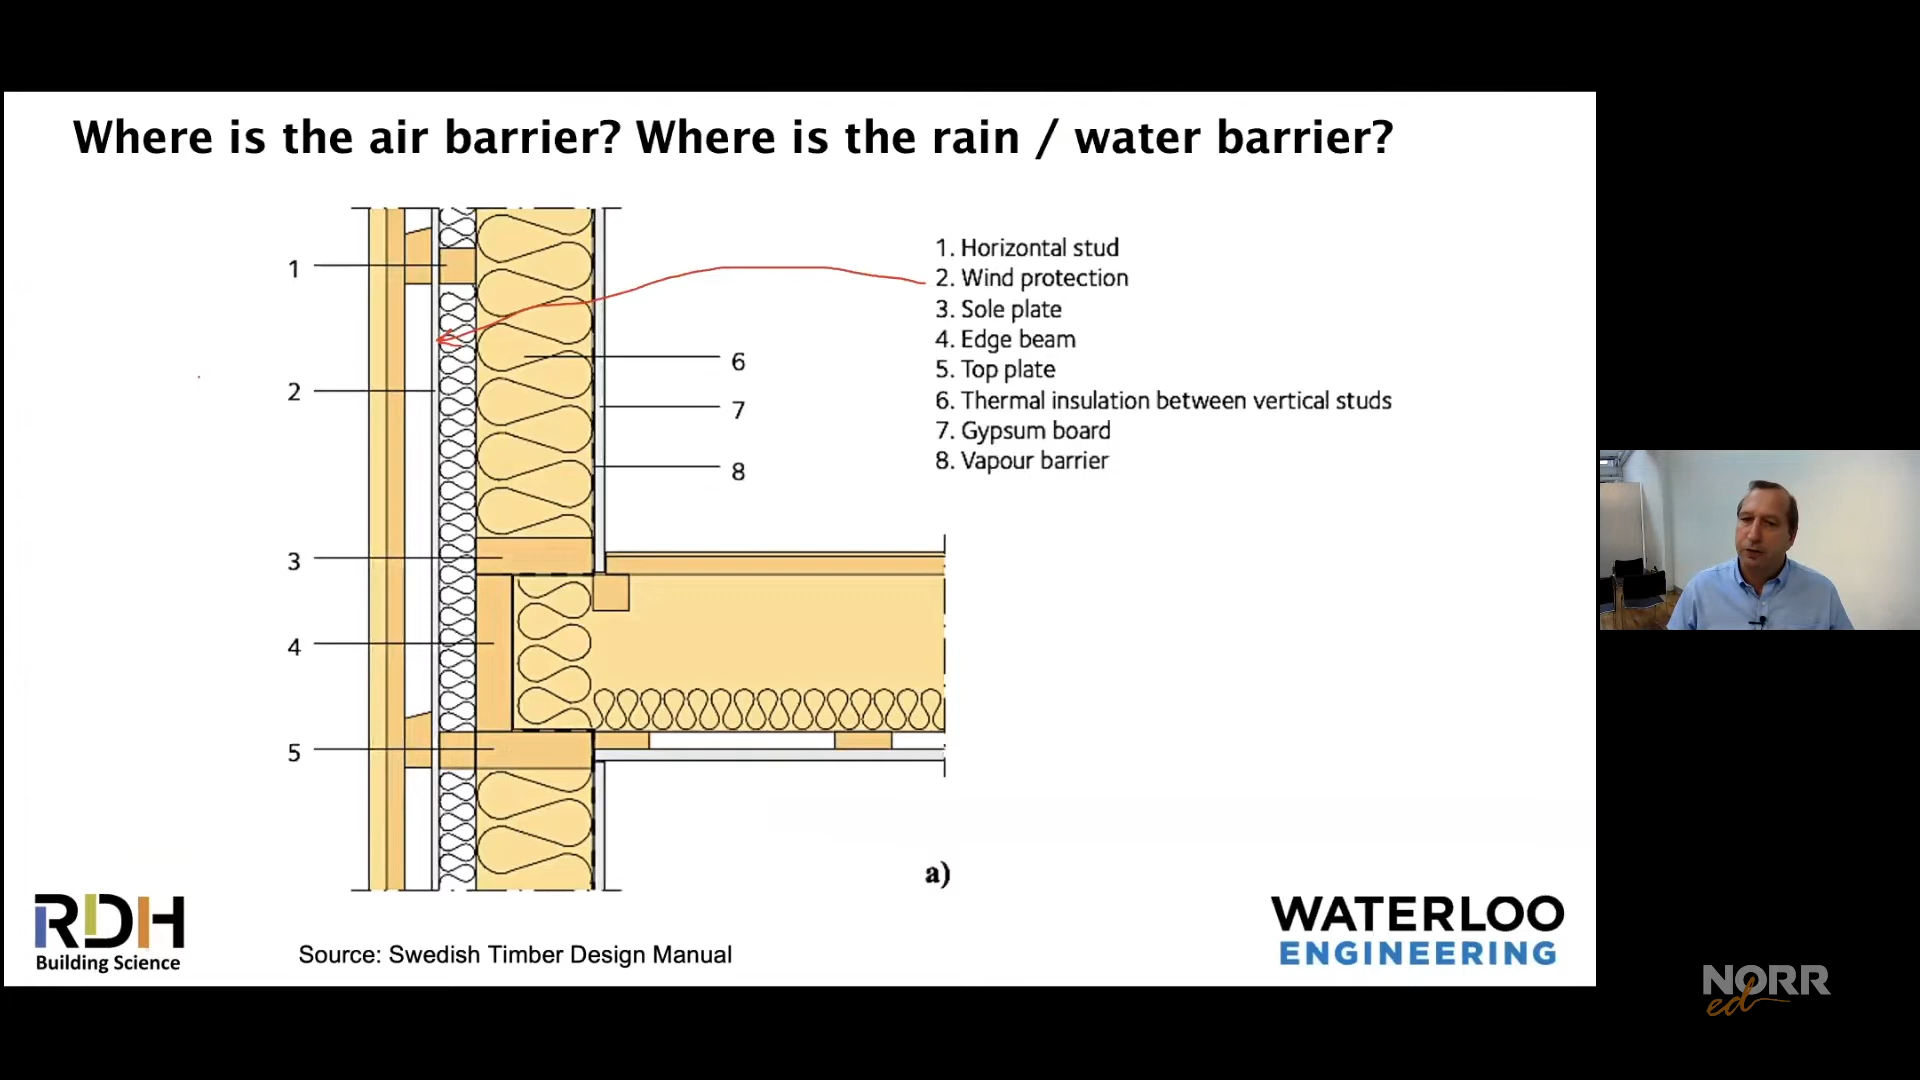 Where is the air barrier? Where is the rain / water barrier?
1
2
3
4
5
6
7
8
1. Horizontal stud
2. Wind protection
3. Sole plate
4. Edge beam
5. Top plate
6. Thermal insulation between vertical studs
7. Gypsum board
8. Vapour barrier
a)
RDH
Building Science
Source: Swedish Timber Design Manual
WATERLOO
ENGINEERING
NORR
ed